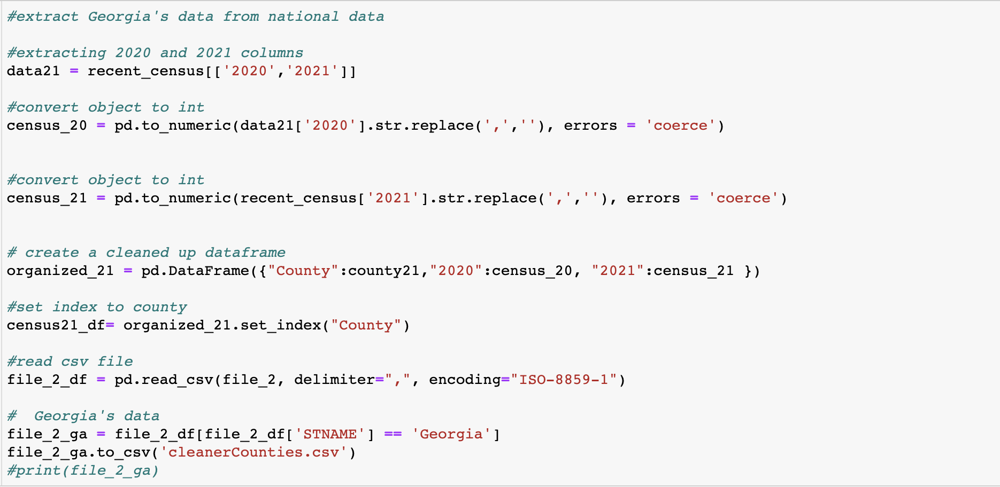 #extract Georgia's data from national data
#extracting 2020 and 2021 columns
data21 = recent_census[['2020','2021']]
#convert object to int
census_20 = pd.to_numeric(data21['2020'].str.replace(',',''), errors = 'coerce')
#convert object to int
census_21 = pd.to_numeric(recent_census['2021'].str.replace(',',''), errors = 'coerce')
# create a cleaned up dataframe
organized_21 = pd.DataFrame({"County":county21,"2020":census_20, "2021":census_21 })
#set index to county
census21_df= organized_21.set_index("County")
#read csv file
file_2_df = pd.read_csv(file_2, delimiter=",", encoding="ISO-8859-1")
#  Georgia's data
file_2_ga = file_2_df[file_2_df['STNAME'] == 'Georgia']
file_2_ga.to_csv('cleanerCounties.csv')
#print(file_2_ga)